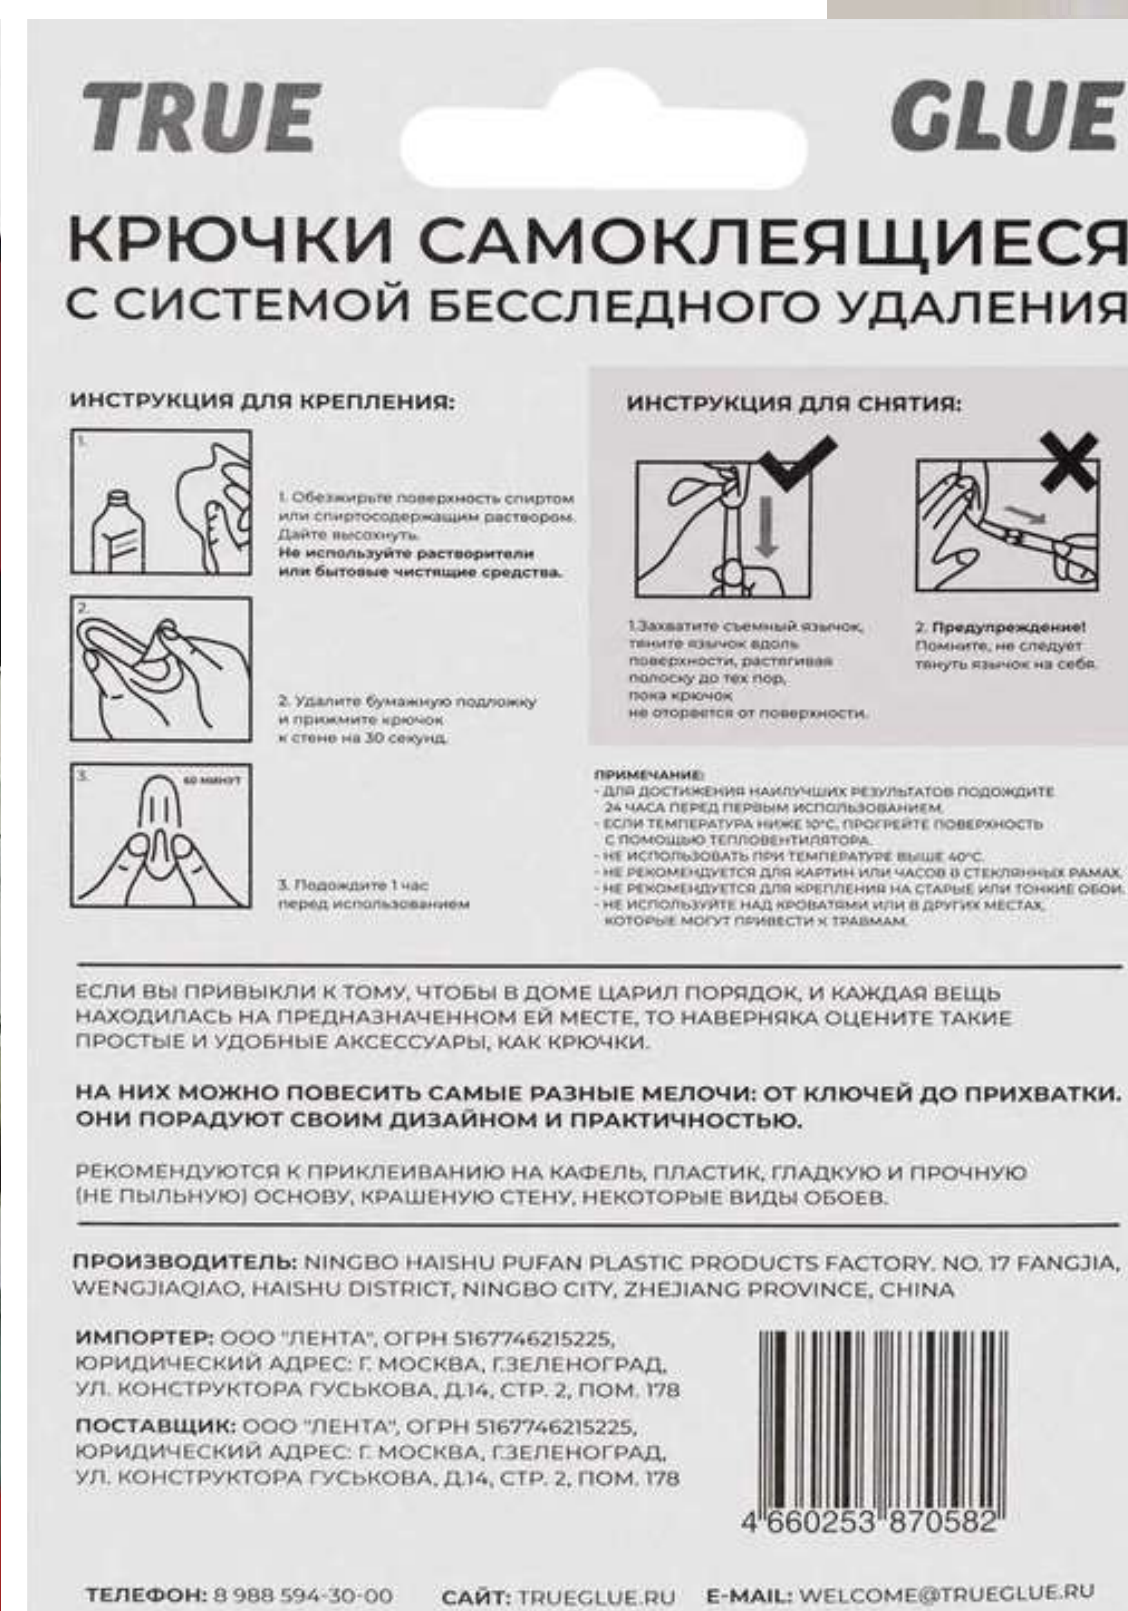 TRUE GLUE
КРЮЧКИ САМОКЛЕЯЩИЕСЯ
С СИСТЕМОЙ БЕССЛЕДНОГО УДАЛЕНИЯ
ИНСТРУКЦИЯ ДЛЯ КРЕПЛЕНИЯ:
1.
1. Обезжирьте поверхность спиртом
или спиртосодержащим раствором.
Дайте высохнуть.
Не используйте растворители
или бытовые чистящие средства.
2.
2. Удалите бумажную подложку
и прижмите крючок
к стене на 30 секунд.
3.
60 МИНУТ
3. Подождите 1 час
перед использованием
ИНСТРУКЦИЯ ДЛЯ СНЯТИЯ:
1.Захватите съемный язычок,
тяните язычок вдоль
поверхности, растягивая
полоску до тех пор,
пока крючок
не оторвется от поверхности.
2. Предупреждение!
Помните, не следует
тянуть язычок на себя.
ПРИМЕЧАНИЕ:
- ДЛЯ ДОСТИЖЕНИЯ НАИЛУЧШИХ РЕЗУЛЬТАТОВ ПОДОЖДИТЕ
24 ЧАСА ПЕРЕД ПЕРВЫМ ИСПОЛЬЗОВАНИЕМ.
- ЕСЛИ ТЕМПЕРАТУРА НИЖЕ 10°С, ПРОГРЕЙТЕ ПОВЕРХНОСТЬ
С ПОМОЩЬЮ ТЕПЛОВЕНТИЛЯТОРА.
- НЕ ИСПОЛЬЗОВАТЬ ПРИ ТЕМПЕРАТУРЕ ВЫШЕ 40°С.
- НЕ РЕКОМЕНДУЕТСЯ ДЛЯ КАРТИН ИЛИ ЧАСОВ В СТЕКЛЯННЫХ РАМАХ.
- НЕ РЕКОМЕНДУЕТСЯ ДЛЯ КРЕПЛЕНИЯ НА СТАРЫЕ ИЛИ ТОНКИЕ ОБОИ.
- НЕ ИСПОЛЬЗУЙТЕ НАД КРОВАТЯМИ ИЛИ В ДРУГИХ МЕСТАХ,
КОТОРЫЕ МОГУТ ПРИВЕСТИ К ТРАВМАМ.
ЕСЛИ ВЫ ПРИВЫКЛИ К ТОМУ, ЧТОБЫ В ДОМЕ ЦАРИЛ ПОРЯДОК, И КАЖДАЯ ВЕЩЬ
НАХОДИЛАСЬ НА ПРЕДНАЗНАЧЕННОМ ЕЙ МЕСТЕ, ТО НАВЕРНЯКА ОЦЕНИТЕ ТАКИЕ
ПРОСТЫЕ И УДОБНЫЕ АКСЕССУАРЫ, КАК КРЮЧКИ.
НА НИХ МОЖНО ПОВЕСИТЬ САМЫЕ РАЗНЫЕ МЕЛОЧИ: ОТ КЛЮЧЕЙ ДО ПРИХВАТКИ.
ОНИ ПОРАДУЮТ СВОИМ ДИЗАЙНОМ И ПРАКТИЧНОСТЬЮ.
РЕКОМЕНДУЮТСЯ К ПРИКЛЕИВАНИЮ НА КАФЕЛЬ, ПЛАСТИК, ГЛАДКУЮ И ПРОЧНУЮ
(НЕ ПЫЛЬНУЮ) ОСНОВУ, КРАШЕНУЮ СТЕНУ, НЕКОТОРЫЕ ВИДЫ ОБОЕВ.
ПРОИЗВОДИТЕЛЬ: NINGBO HAISHU PUFAN PLASTIC PRODUCTS FACTORY. NO. 17 FANGJIA,
WENGJIAQIAO, HAISHU DISTRICT, NINGBO CITY, ZHEJIANG PROVINCE, CHINA
ИМПОРТЕР: ООО "ЛЕНТА", ОГРН 5167746215225,
ЮРИДИЧЕСКИЙ АДРЕС: Г. МОСКВА, Г.ЗЕЛЕНОГРАД,
УЛ. КОНСТРУКТОРА ГУСЬКОВА, Д.14, СТР. 2, ПОМ. 178
ПОСТАВЩИК: ООО "ЛЕНТА", ОГРН 5167746215225,
ЮРИДИЧЕСКИЙ АДРЕС: Г. МОСКВА, Г.ЗЕЛЕНОГРАД,
УЛ. КОНСТРУКТОРА ГУСЬКОВА, Д.14, СТР. 2, ПОМ. 178
4 660253 870582
ТЕЛЕФОН: 8 988 594-30-00 САЙТ: TRUEGLUE.RU E-MAIL: WELCOME@TRUEGLUE.RU